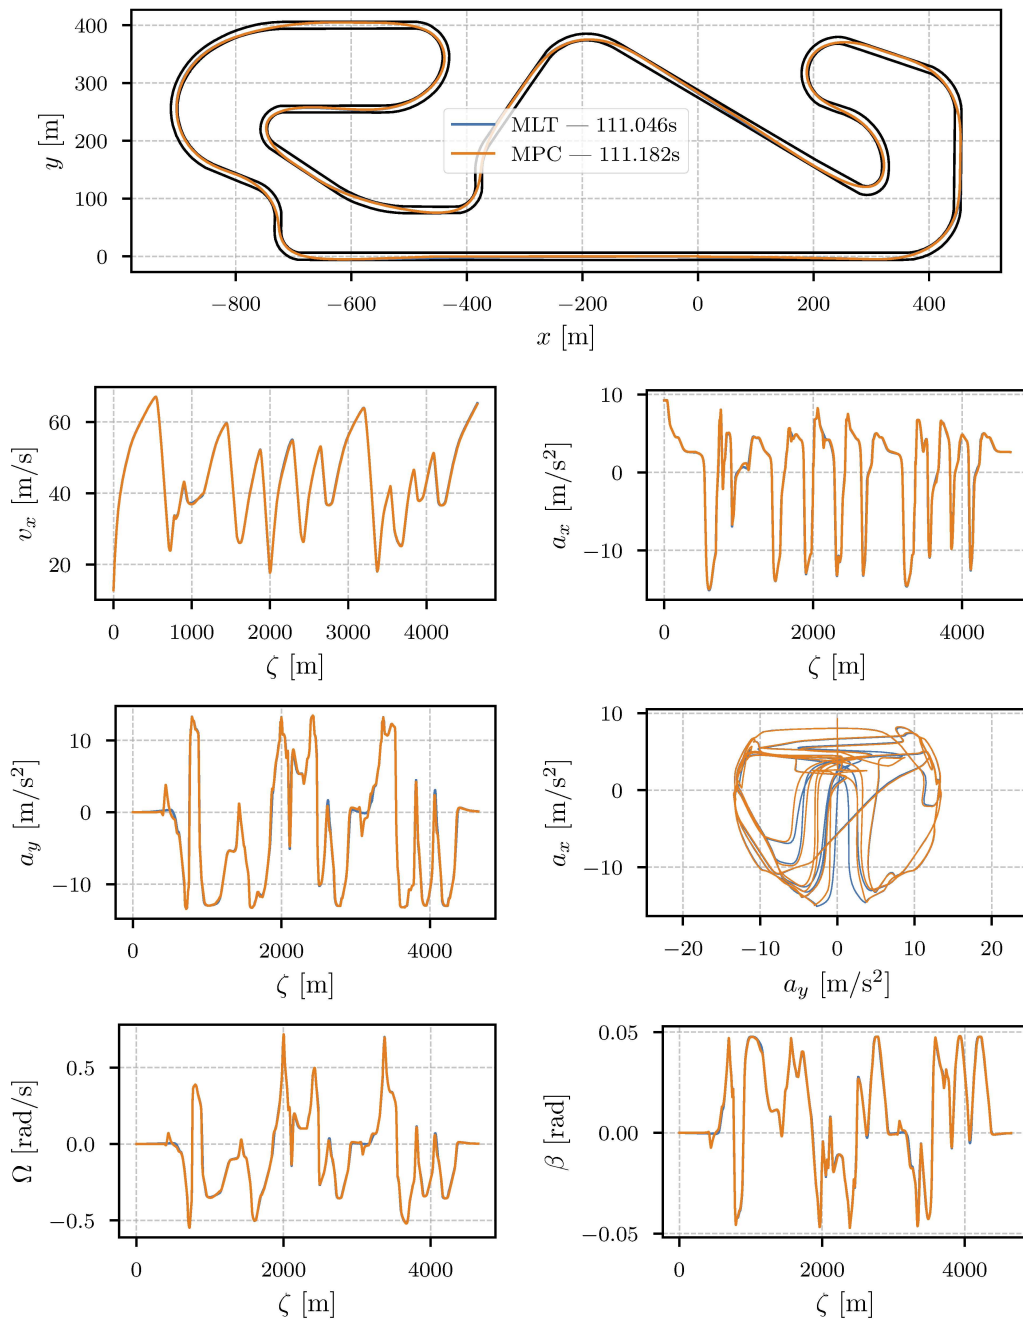 400
300
200
100
0
y [m]
MLT — 111.046s
MPC — 111.182s
−800 −600 −400 −200 0 200 400
x [m]
60
40
20
v_x [m/s]
0 1000 2000 3000 4000
ζ [m]
10
0
−10
a_x [m/s²]
0 2000 4000
ζ [m]
10
0
−10
a_y [m/s²]
0 2000 4000
ζ [m]
10
0
−10
a_x [m/s²]
−20 −10 0 10 20
a_y [m/s²]
0.5
0.0
−0.5
Ω [rad/s]
0 2000 4000
ζ [m]
0.05
0.00
−0.05
β [rad]
0 2000 4000
ζ [m]